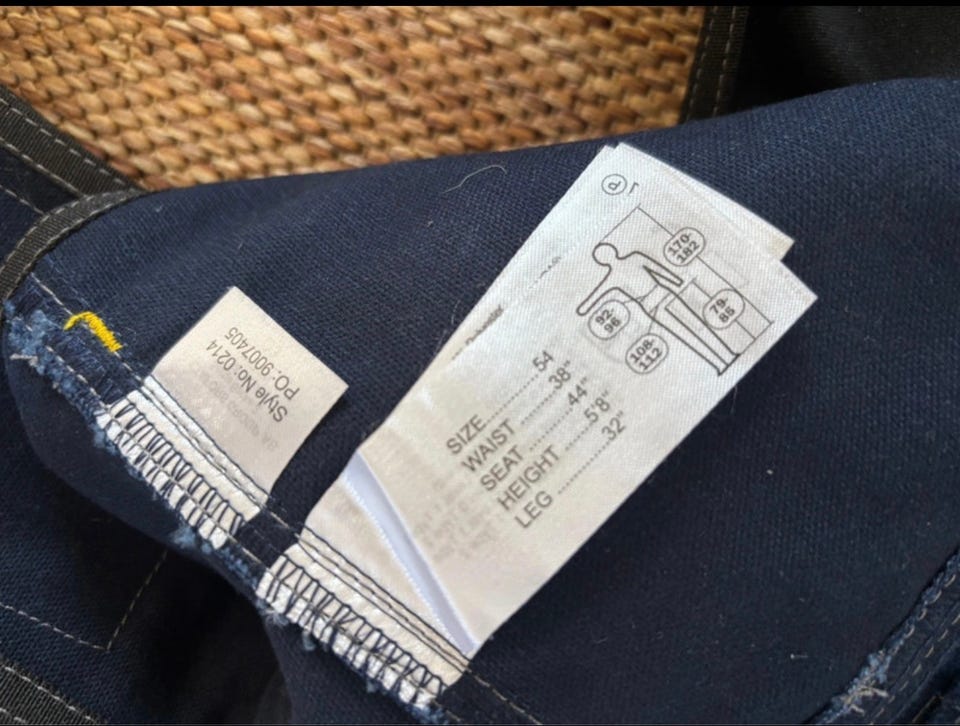 P
170-
182
92-
96
79-
85
108-
112
SIZE..............54
WAIST ..........38"
SEAT ............44"
HEIGHT .......5'8"
LEG ..............32"
Style No: 0214
PO: 9007405